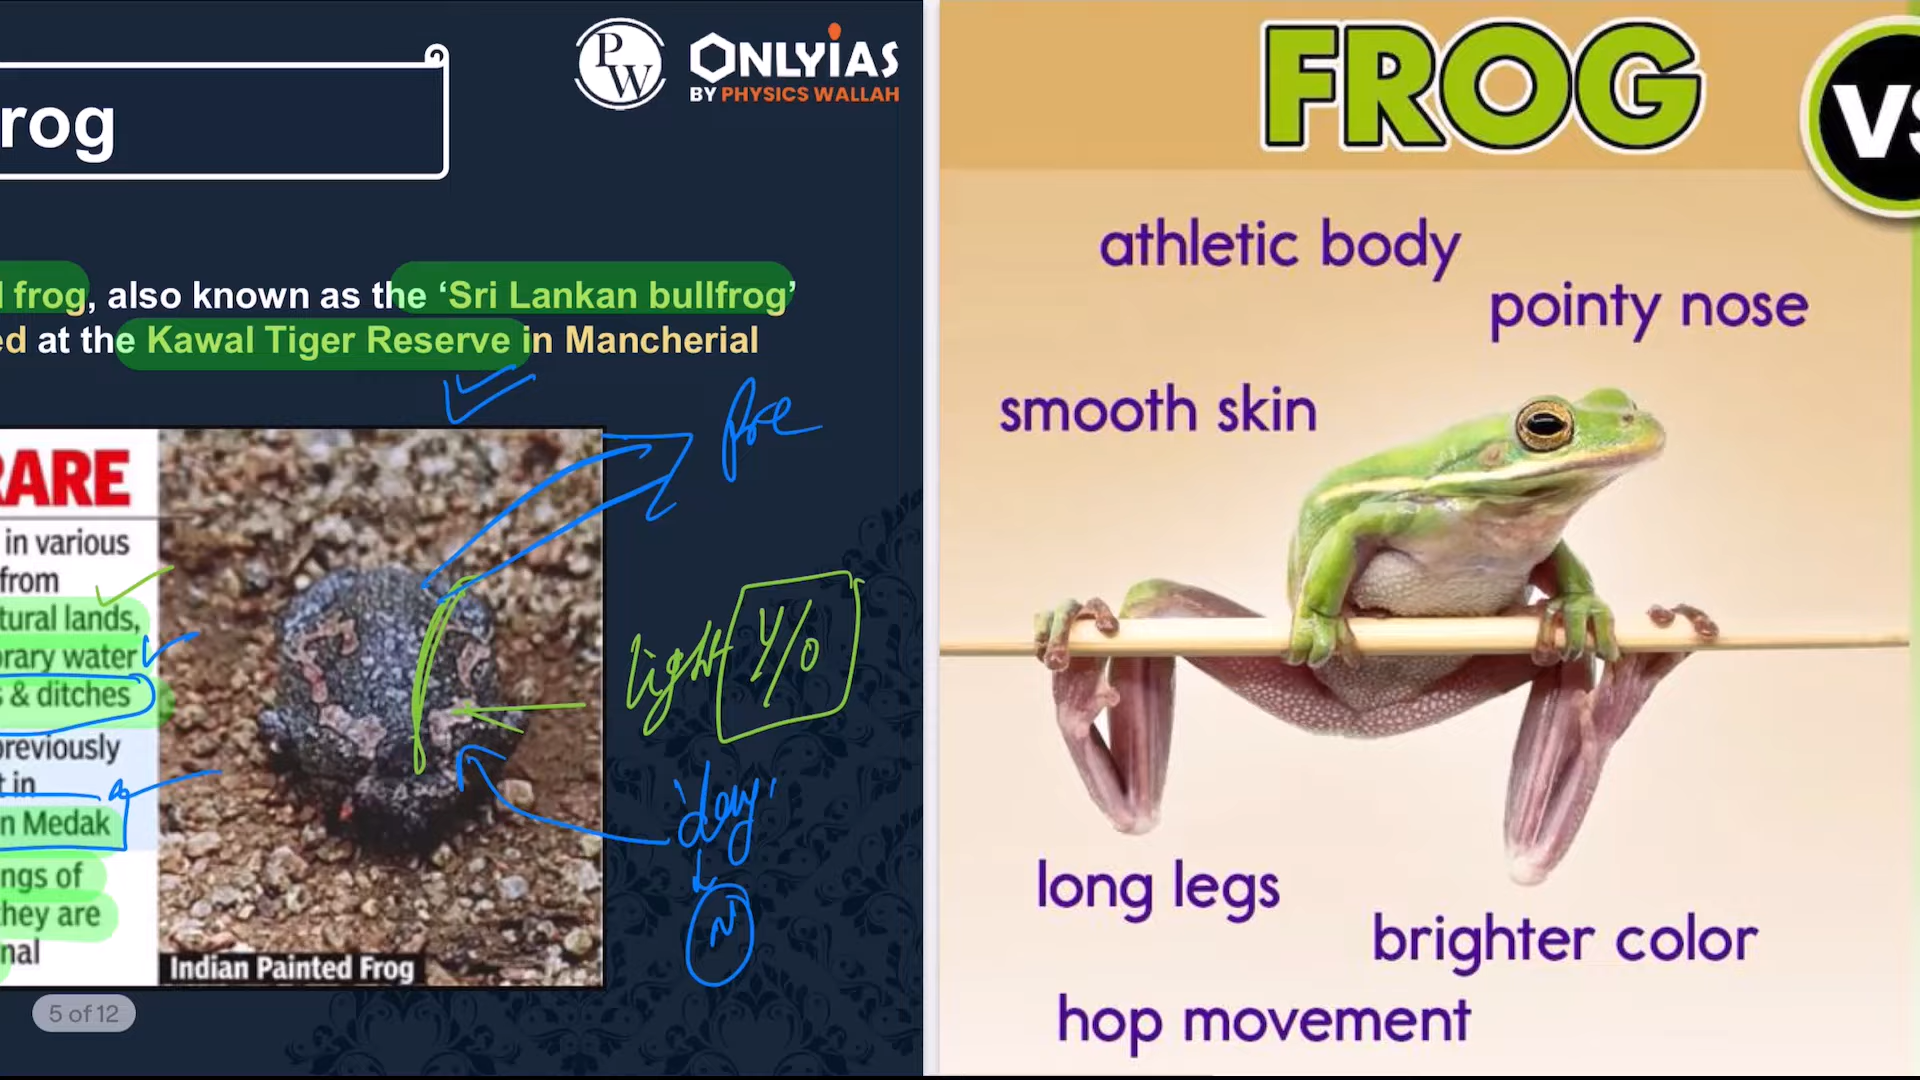 rog
PW
ONLYIAS
BY PHYSICS WALLAH
l frog, also known as the ‘Sri Lankan bullfrog’
ed at the Kawal Tiger Reserve in Mancherial
RARE
in various
from
tural lands,
rary water
s & ditches
previously
t in
n Medak
ngs of
they are
nal
Indian Painted Frog
light Y/O
'day'
N
5 of 12
FROG
VS
athletic body
pointy nose
smooth skin
long legs
brighter color
hop movement